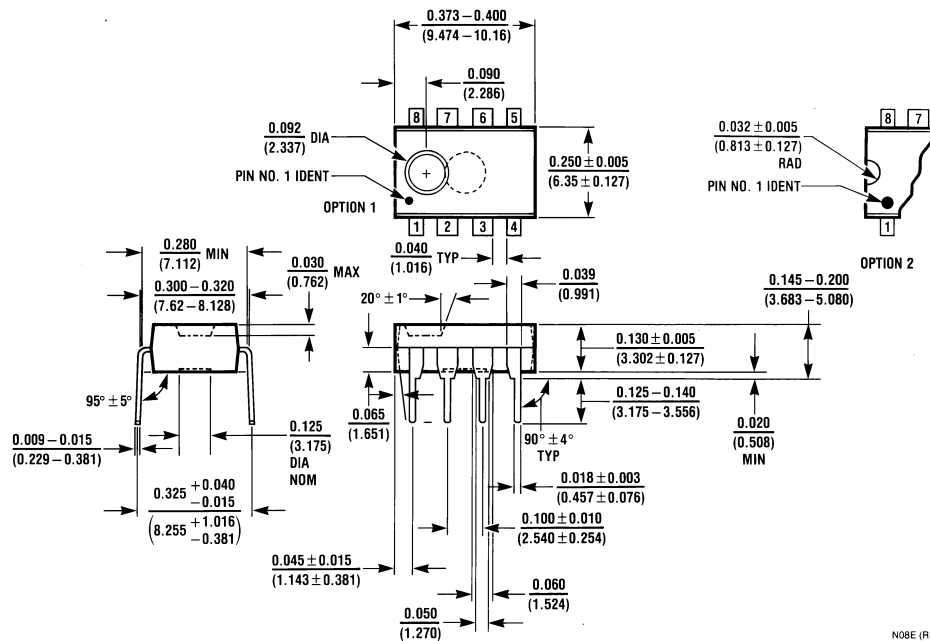 0.373 – 0.400
(9.474 – 10.16)
0.090
(2.286)
8 7 6 5
0.092 DIA
(2.337)
PIN NO. 1 IDENT
+
OPTION 1
1 2 3 4
0.250 ± 0.005
(6.35 ± 0.127)
0.032 ± 0.005
(0.813 ± 0.127)
RAD
PIN NO. 1 IDENT
8 7
1
OPTION 2
0.280 MIN
(7.112)
0.300 – 0.320
(7.62 – 8.128)
0.030 MAX
(0.762)
0.040 TYP
(1.016)
20° ± 1°
0.039
(0.991)
0.145 – 0.200
(3.683 – 5.080)
0.130 ± 0.005
(3.302 ± 0.127)
95° ± 5°
0.009 – 0.015
(0.229 – 0.381)
0.125
(3.175)
DIA
NOM
0.065
(1.651)
90° ± 4°
TYP
0.125 – 0.140
(3.175 – 3.556)
0.020
(0.508)
MIN
0.018 ± 0.003
(0.457 ± 0.076)
0.325 +0.040
−0.015
(8.255 +1.016
−0.381)
0.100 ± 0.010
(2.540 ± 0.254)
0.045 ± 0.015
(1.143 ± 0.381)
0.060
(1.524)
0.050
(1.270)
N08E (R